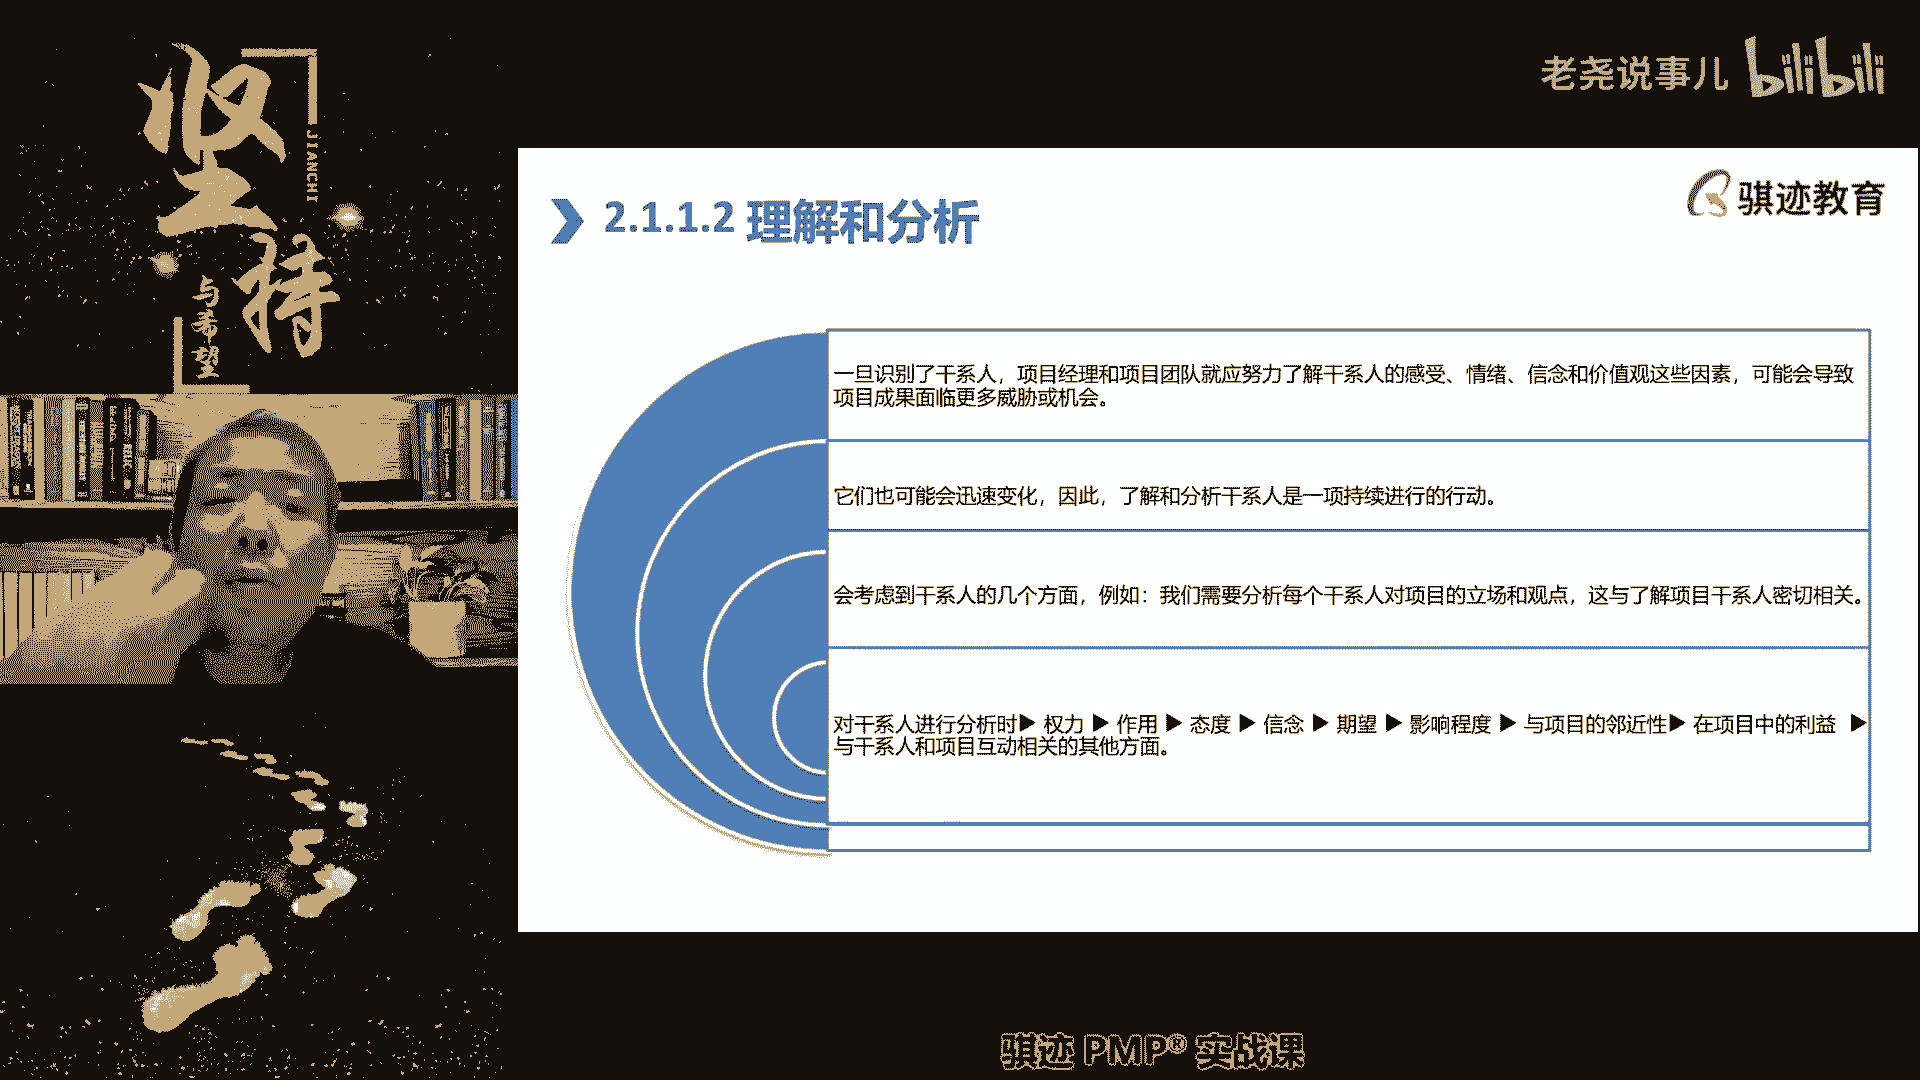 坚持
JIANCHI
与希望
老尧说事儿 bilibili
骐迹教育
2.1.1.2 理解和分析
一旦识别了干系人，项目经理和项目团队就应努力了解干系人的感受、情绪、信念和价值观这些因素，可能会导致
项目成果面临更多威胁或机会。
它们也可能会迅速变化，因此，了解和分析干系人是一项持续进行的行动。
会考虑到干系人的几个方面，例如：我们需要分析每个干系人对项目的立场和观点，这与了解项目干系人密切相关。
对干系人进行分析时▶ 权力 ▶ 作用 ▶ 态度 ▶ 信念 ▶ 期望 ▶ 影响程度 ▶ 与项目的邻近性▶ 在项目中的利益 ▶
与干系人和项目互动相关的其他方面。
骐迹 PMP® 实战课